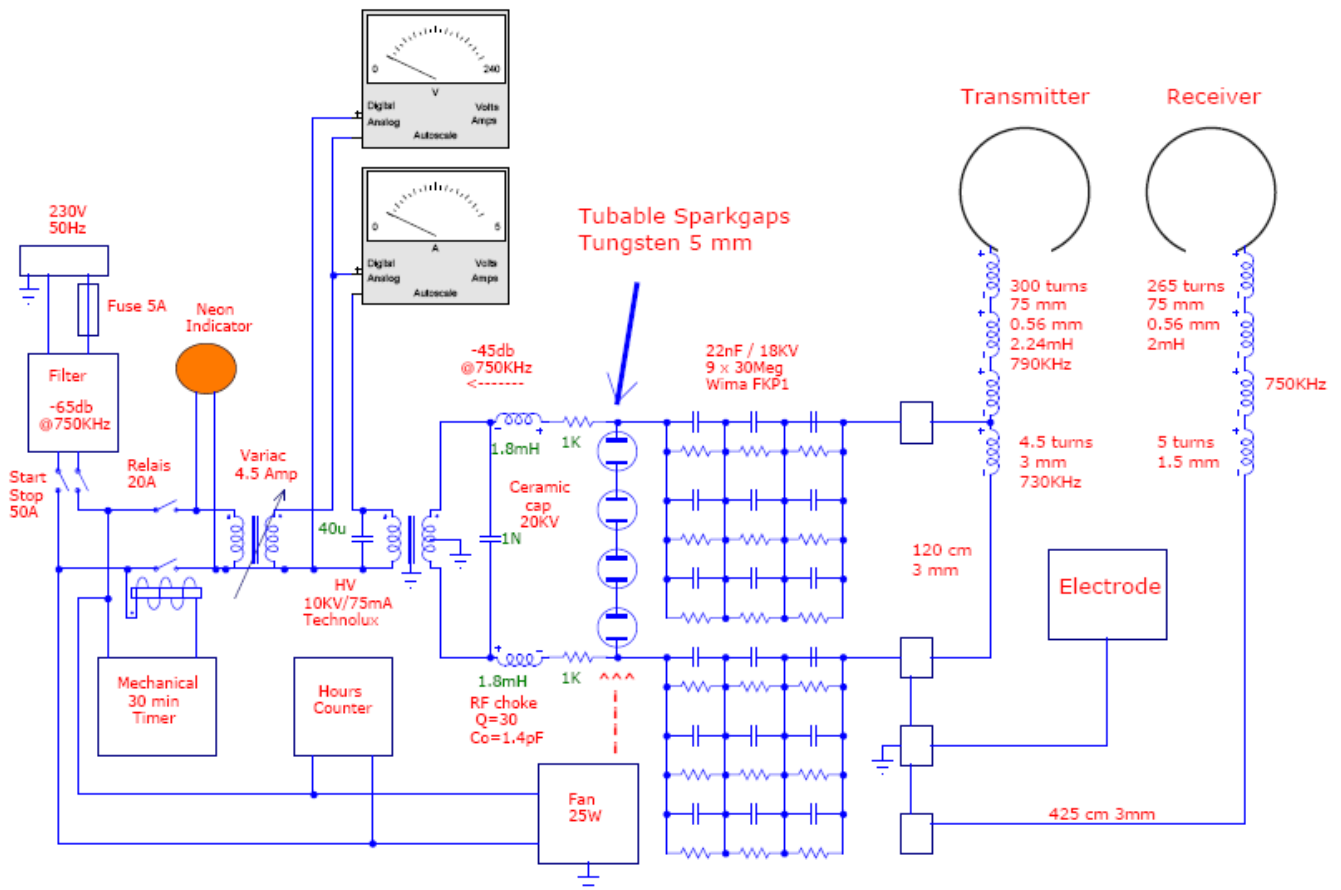 0
240
V
Digital
Analog
Volts
Amps
Autoscale
0
5
A
Digital
Analog
Volts
Amps
Autoscale
Transmitter
Receiver
Tubable Sparkgaps
Tungsten 5 mm
230V
50Hz
Fuse 5A
Neon
Indicator
Filter
-65db
@750KHz
Start
Stop
50A
Relais
20A
Variac
4.5 Amp
40u
HV
10KV/75mA
Technolux
-45db
@750KHz
<-------
1.8mH
1K
Ceramic
cap
20KV
1N
1.8mH
1K
RF choke
Q=30
Co=1.4pF
^^^
22nF / 18KV
9 x 30Meg
Wima FKP1
300 turns
75 mm
0.56 mm
2.24mH
790KHz
265 turns
75 mm
0.56 mm
2mH
750KHz
4.5 turns
3 mm
730KHz
5 turns
1.5 mm
120 cm
3 mm
Electrode
425 cm 3mm
Mechanical
30 min
Timer
Hours
Counter
Fan
25W